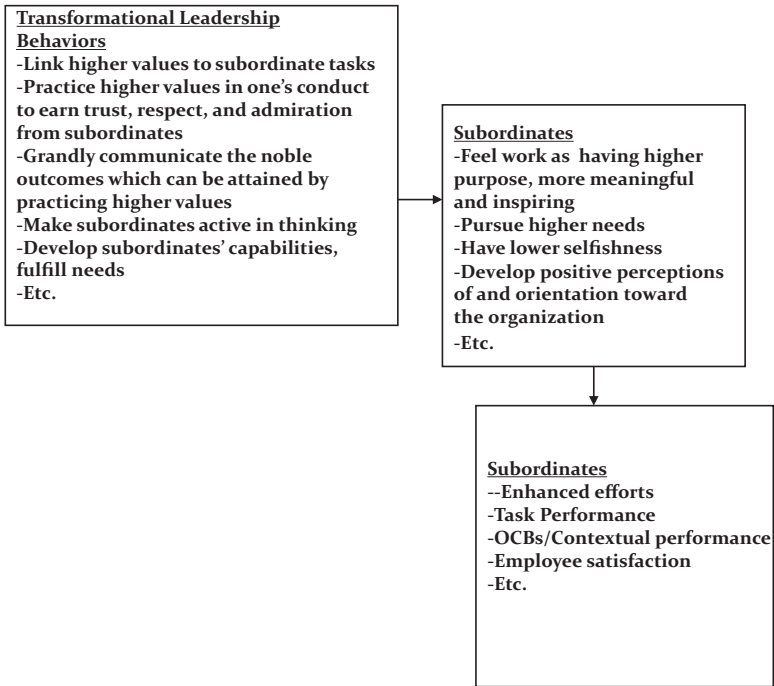 Transformational Leadership
Behaviors
-Link higher values to subordinate tasks
-Practice higher values in one's conduct
to earn trust, respect, and admiration
from subordinates
-Grandly communicate the noble
outcomes which can be attained by
practicing higher values
-Make subordinates active in thinking
-Develop subordinates' capabilities,
fulfill needs
-Etc.
Subordinates
-Feel work as having higher
purpose, more meaningful
and inspiring
-Pursue higher needs
-Have lower selfishness
-Develop positive perceptions
of and orientation toward
the organization
-Etc.
Subordinates
--Enhanced efforts
-Task Performance
-OCBs/Contextual performance
-Employee satisfaction
-Etc.